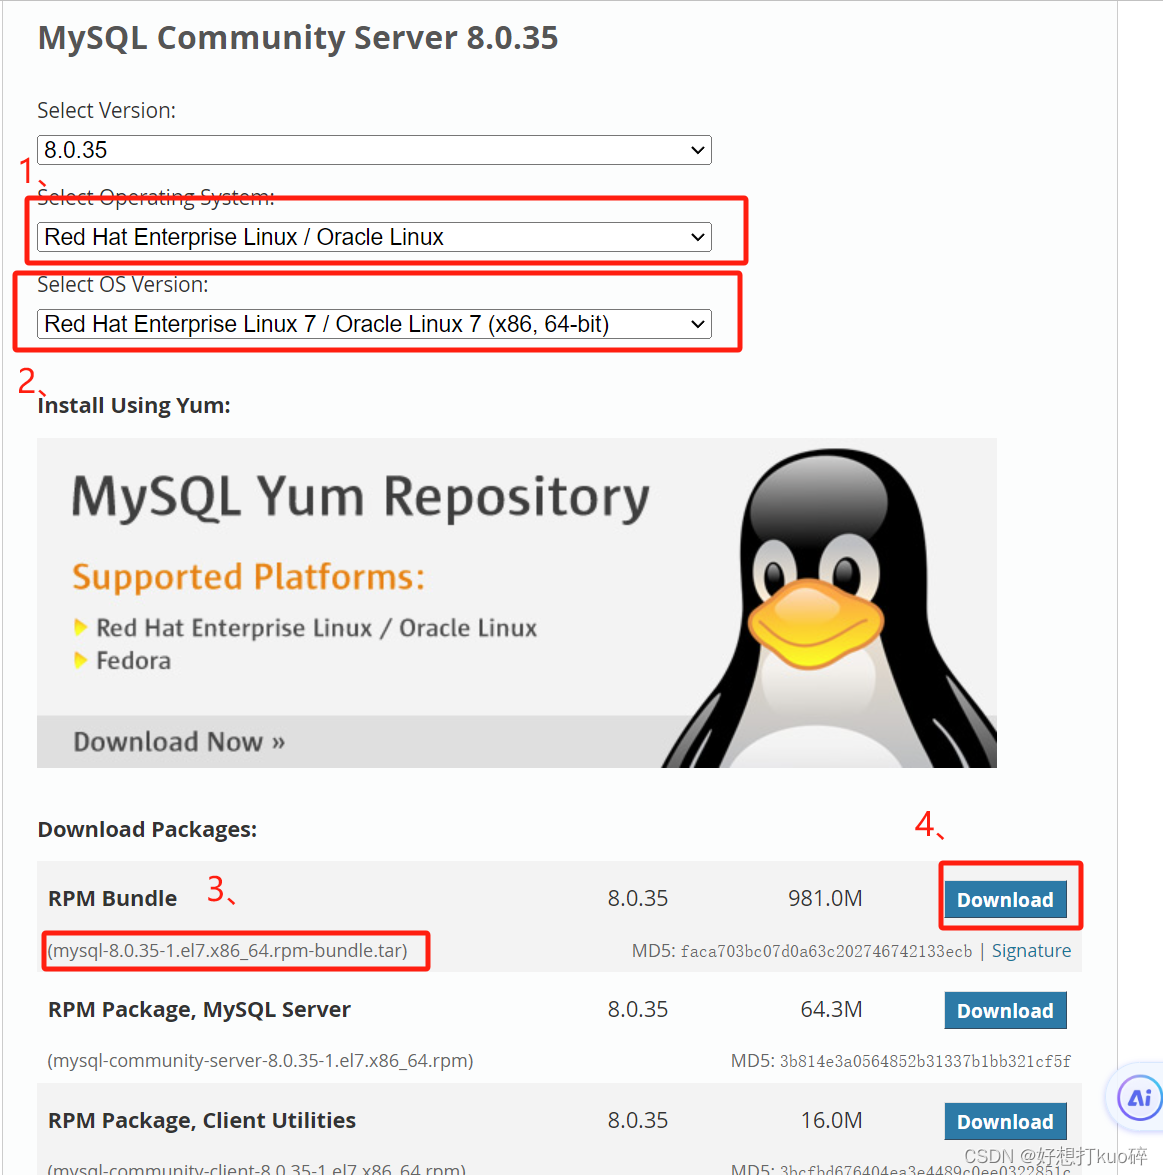 MySQL Community Server 8.0.35
Select Version:
8.0.35
1、
Select Operating System:
Red Hat Enterprise Linux / Oracle Linux
Select OS Version:
Red Hat Enterprise Linux 7 / Oracle Linux 7 (x86, 64-bit)
2、
Install Using Yum:
MySQL Yum Repository
Supported Platforms:
Red Hat Enterprise Linux / Oracle Linux
Fedora
Download Now »
Download Packages:
4、
RPM Bundle 3、 8.0.35 981.0M Download
(mysql-8.0.35-1.el7.x86_64.rpm-bundle.tar) MD5: faca703bc07d0a63c202746742133ecb | Signature
RPM Package, MySQL Server 8.0.35 64.3M Download
(mysql-community-server-8.0.35-1.el7.x86_64.rpm) MD5: 3b814e3a0564852b31337b1bb321cf5f
Ai
RPM Package, Client Utilities 8.0.35 16.0M Download
(mysql-community-client-8.0.35-1.el7.x86_64.rpm) MD5:
CSDN @好想打kuo碎